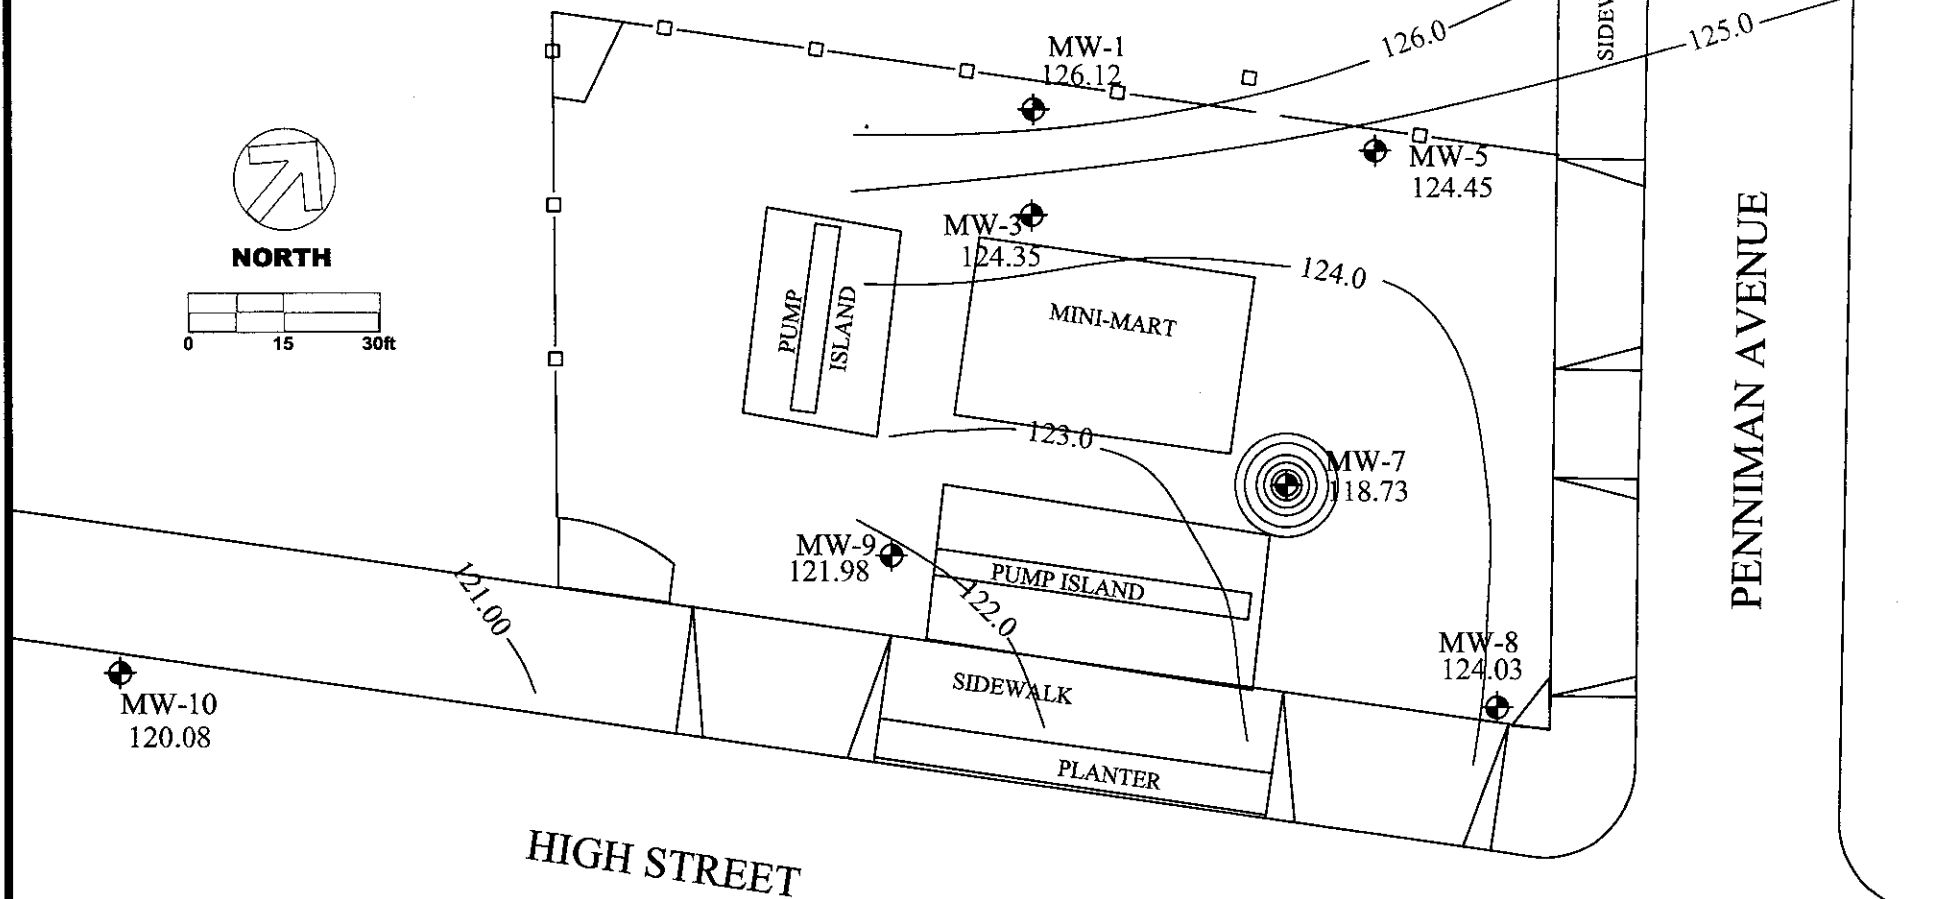 SIDEW
126.0
125.0
MW-1
126.12
MW-5
124.45
NORTH
0 15 30ft
MW-3
124.35
124.0
PUMP
ISLAND
MINI-MART
PENNIMAN AVENUE
123.0
MW-7
118.73
MW-9
121.98
PUMP ISLAND
121.00
122.0
MW-8
124.03
SIDEWALK
MW-10
120.08
PLANTER
HIGH STREET